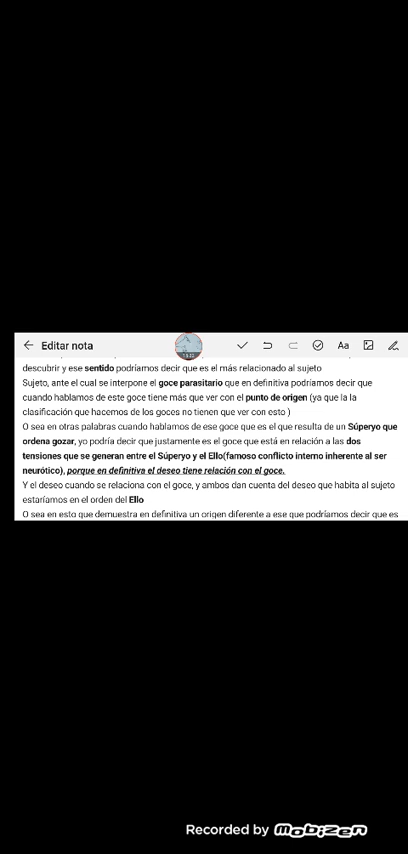 Editar nota
13:32
Aa
descubrir y ese sentido podríamos decir que es el más relacionado al sujeto
Sujeto, ante el cual se interpone el goce parasitario que en definitiva podríamos decir que
cuando hablamos de este goce tiene más que ver con el punto de origen (ya que la la
clasificación que hacemos de los goces no tienen que ver con esto )
O sea en otras palabras cuando hablamos de ese goce que es el que resulta de un Súperyo que
ordena gozar, yo podría decir que justamente es el goce que está en relación a las dos
tensiones que se generan entre el Súperyo y el Ello(famoso conflicto interno inherente al ser
neurótico), porque en definitiva el deseo tiene relación con el goce.
Y el deseo cuando se relaciona con el goce, y ambos dan cuenta del deseo que habita al sujeto
estaríamos en el orden del Ello
O sea en esto que demuestra en definitiva un origen diferente a ese que podríamos decir que es
Recorded by Mobizen